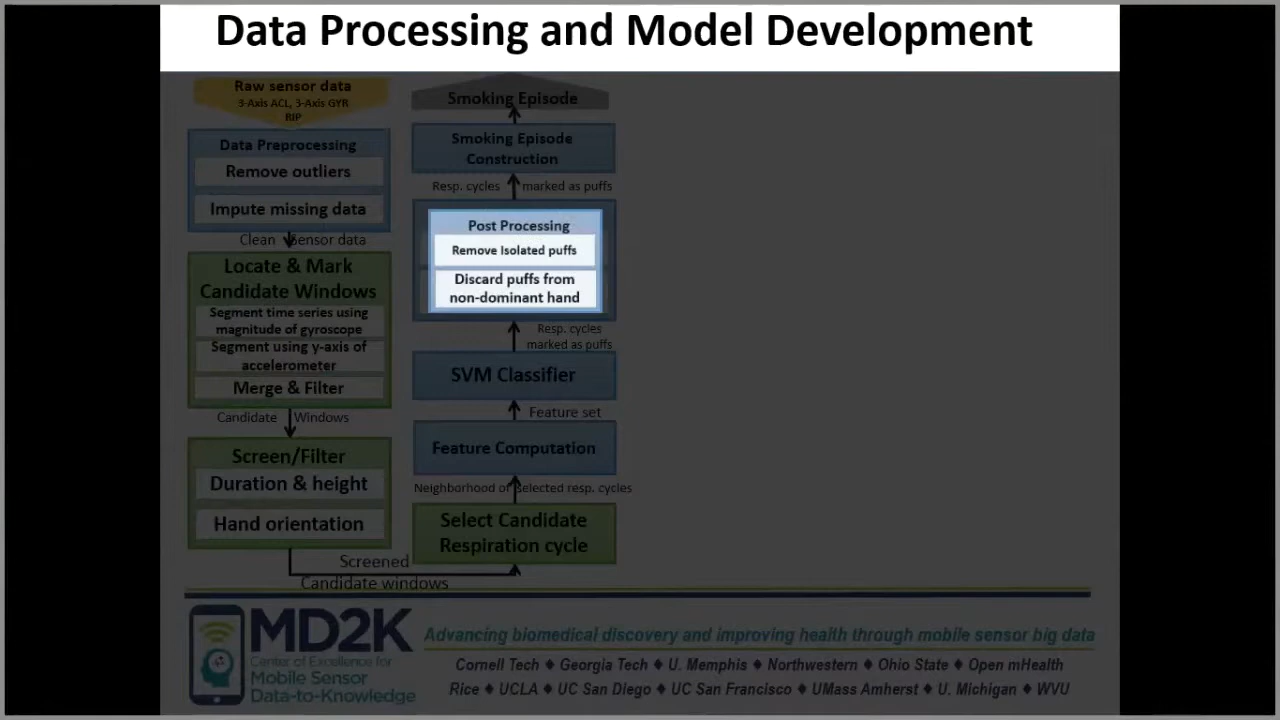 Data Processing and Model Development
Raw sensor data
3-Axis ACL, 3-Axis GYR
RIP
Data Preprocessing
Remove outliers
Impute missing data
Clean Sensor data
Locate & Mark
Candidate Windows
Segment time series using
magnitude of gyroscope
Segment using y-axis of
accelerometer
Merge & Filter
Candidate Windows
Screen/Filter
Duration & height
Hand orientation
Screened
Candidate windows
Smoking Episode
Smoking Episode
Construction
Resp. cycles marked as puffs
Post Processing
Remove Isolated puffs
Discard puffs from
non-dominant hand
Resp. cycles
marked as puffs
SVM Classifier
Feature set
Feature Computation
Neighborhood of selected resp. cycles
Select Candidate
Respiration cycle
MD2K
Center of Excellence for
Mobile Sensor
Data-to-Knowledge
Advancing biomedical discovery and improving health through mobile sensor big data
Cornell Tech ♦ Georgia Tech ♦ U. Memphis ♦ Northwestern ♦ Ohio State ♦ Open mHealth
Rice ♦ UCLA ♦ UC San Diego ♦ UC San Francisco ♦ UMass Amherst ♦ U. Michigan ♦ WVU